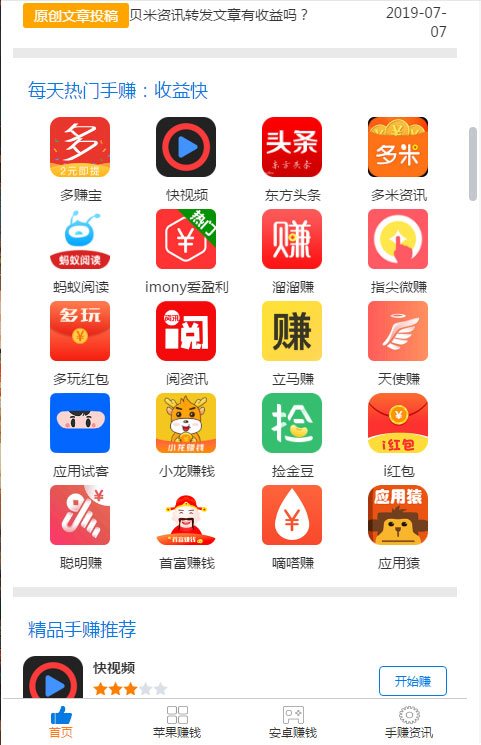 原创文章投稿 贝米资讯转发文章有收益吗？ 2019-07-
07
每天热门手赚：收益快
多
2元即提
头条
东方头条
多米
多赚宝 快视频 东方头条 多米资讯
蚂蚁阅读
热门
赚
蚂蚁阅读 imony爱盈利 溜溜赚 指尖微赚
多玩
阅讯
阅
赚
多玩红包 阅资讯 立马赚 天使赚
小龙赚钱
捡
i红包
应用试客 小龙赚钱 捡金豆 i红包
首富赚钱
应用猿
聪明赚 首富赚钱 嘀嗒赚 应用猿
精品手赚推荐
快视频
开始赚
首页 苹果赚钱 安卓赚钱 手赚资讯